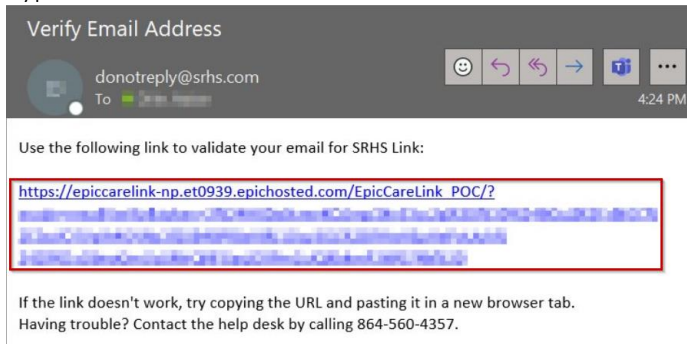 Verify Email Address
donotreply@srhs.com
To
4:24 PM
Use the following link to validate your email for SRHS Link:
https://epiccarelink-np.et0939.epichosted.com/EpicCareLink_POC/?
If the link doesn't work, try copying the URL and pasting it in a new browser tab.
Having trouble? Contact the help desk by calling 864-560-4357.